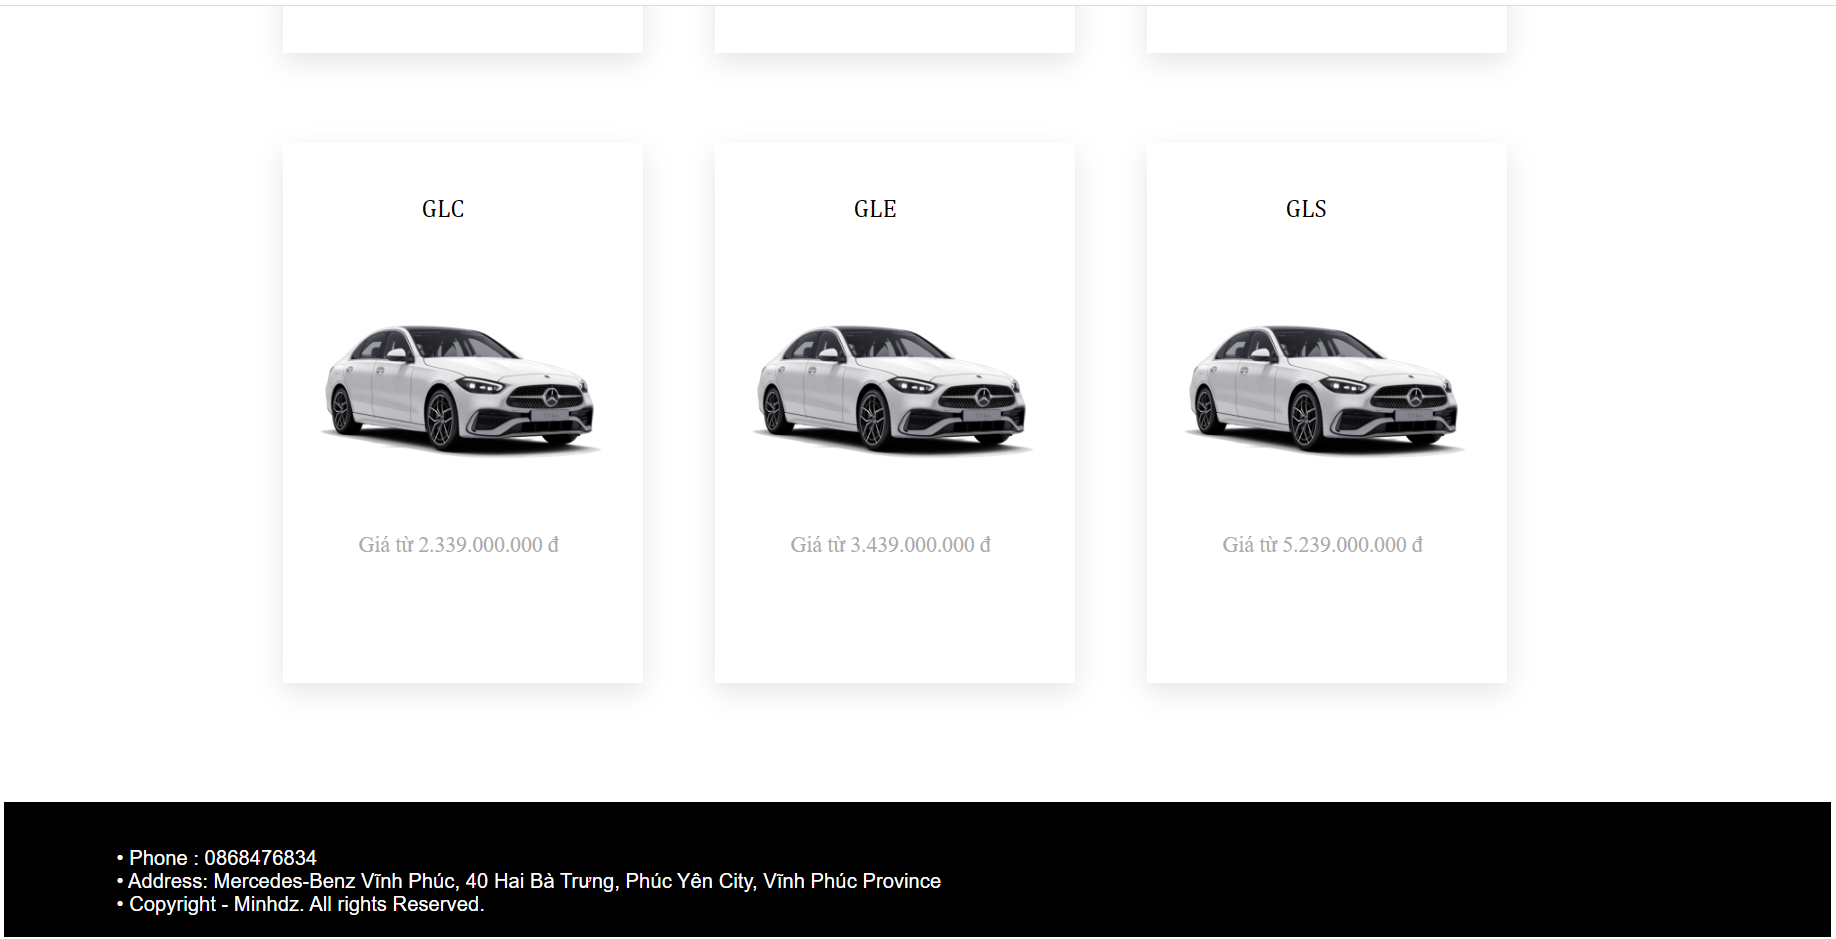 GLC
GLE
GLS
Giá từ 2.339.000.000 đ
Giá từ 3.439.000.000 đ
Giá từ 5.239.000.000 đ
• Phone : 0868476834
• Address: Mercedes-Benz Vĩnh Phúc, 40 Hai Bà Trưng, Phúc Yên City, Vĩnh Phúc Province
• Copyright - Minhdz. All rights Reserved.